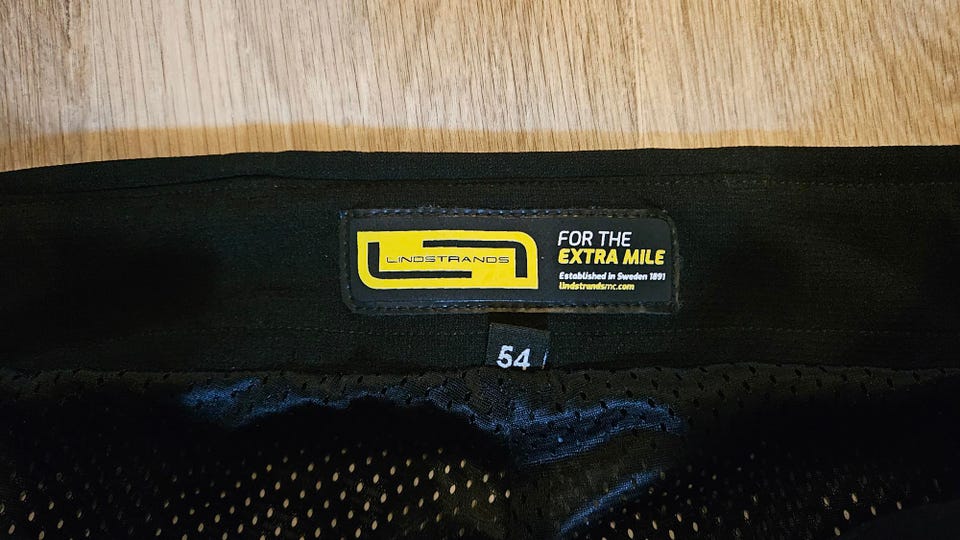 LINDSTRANDS
FOR THE
EXTRA MILE
Established in Sweden 1891
lindstrandsmc.com
54